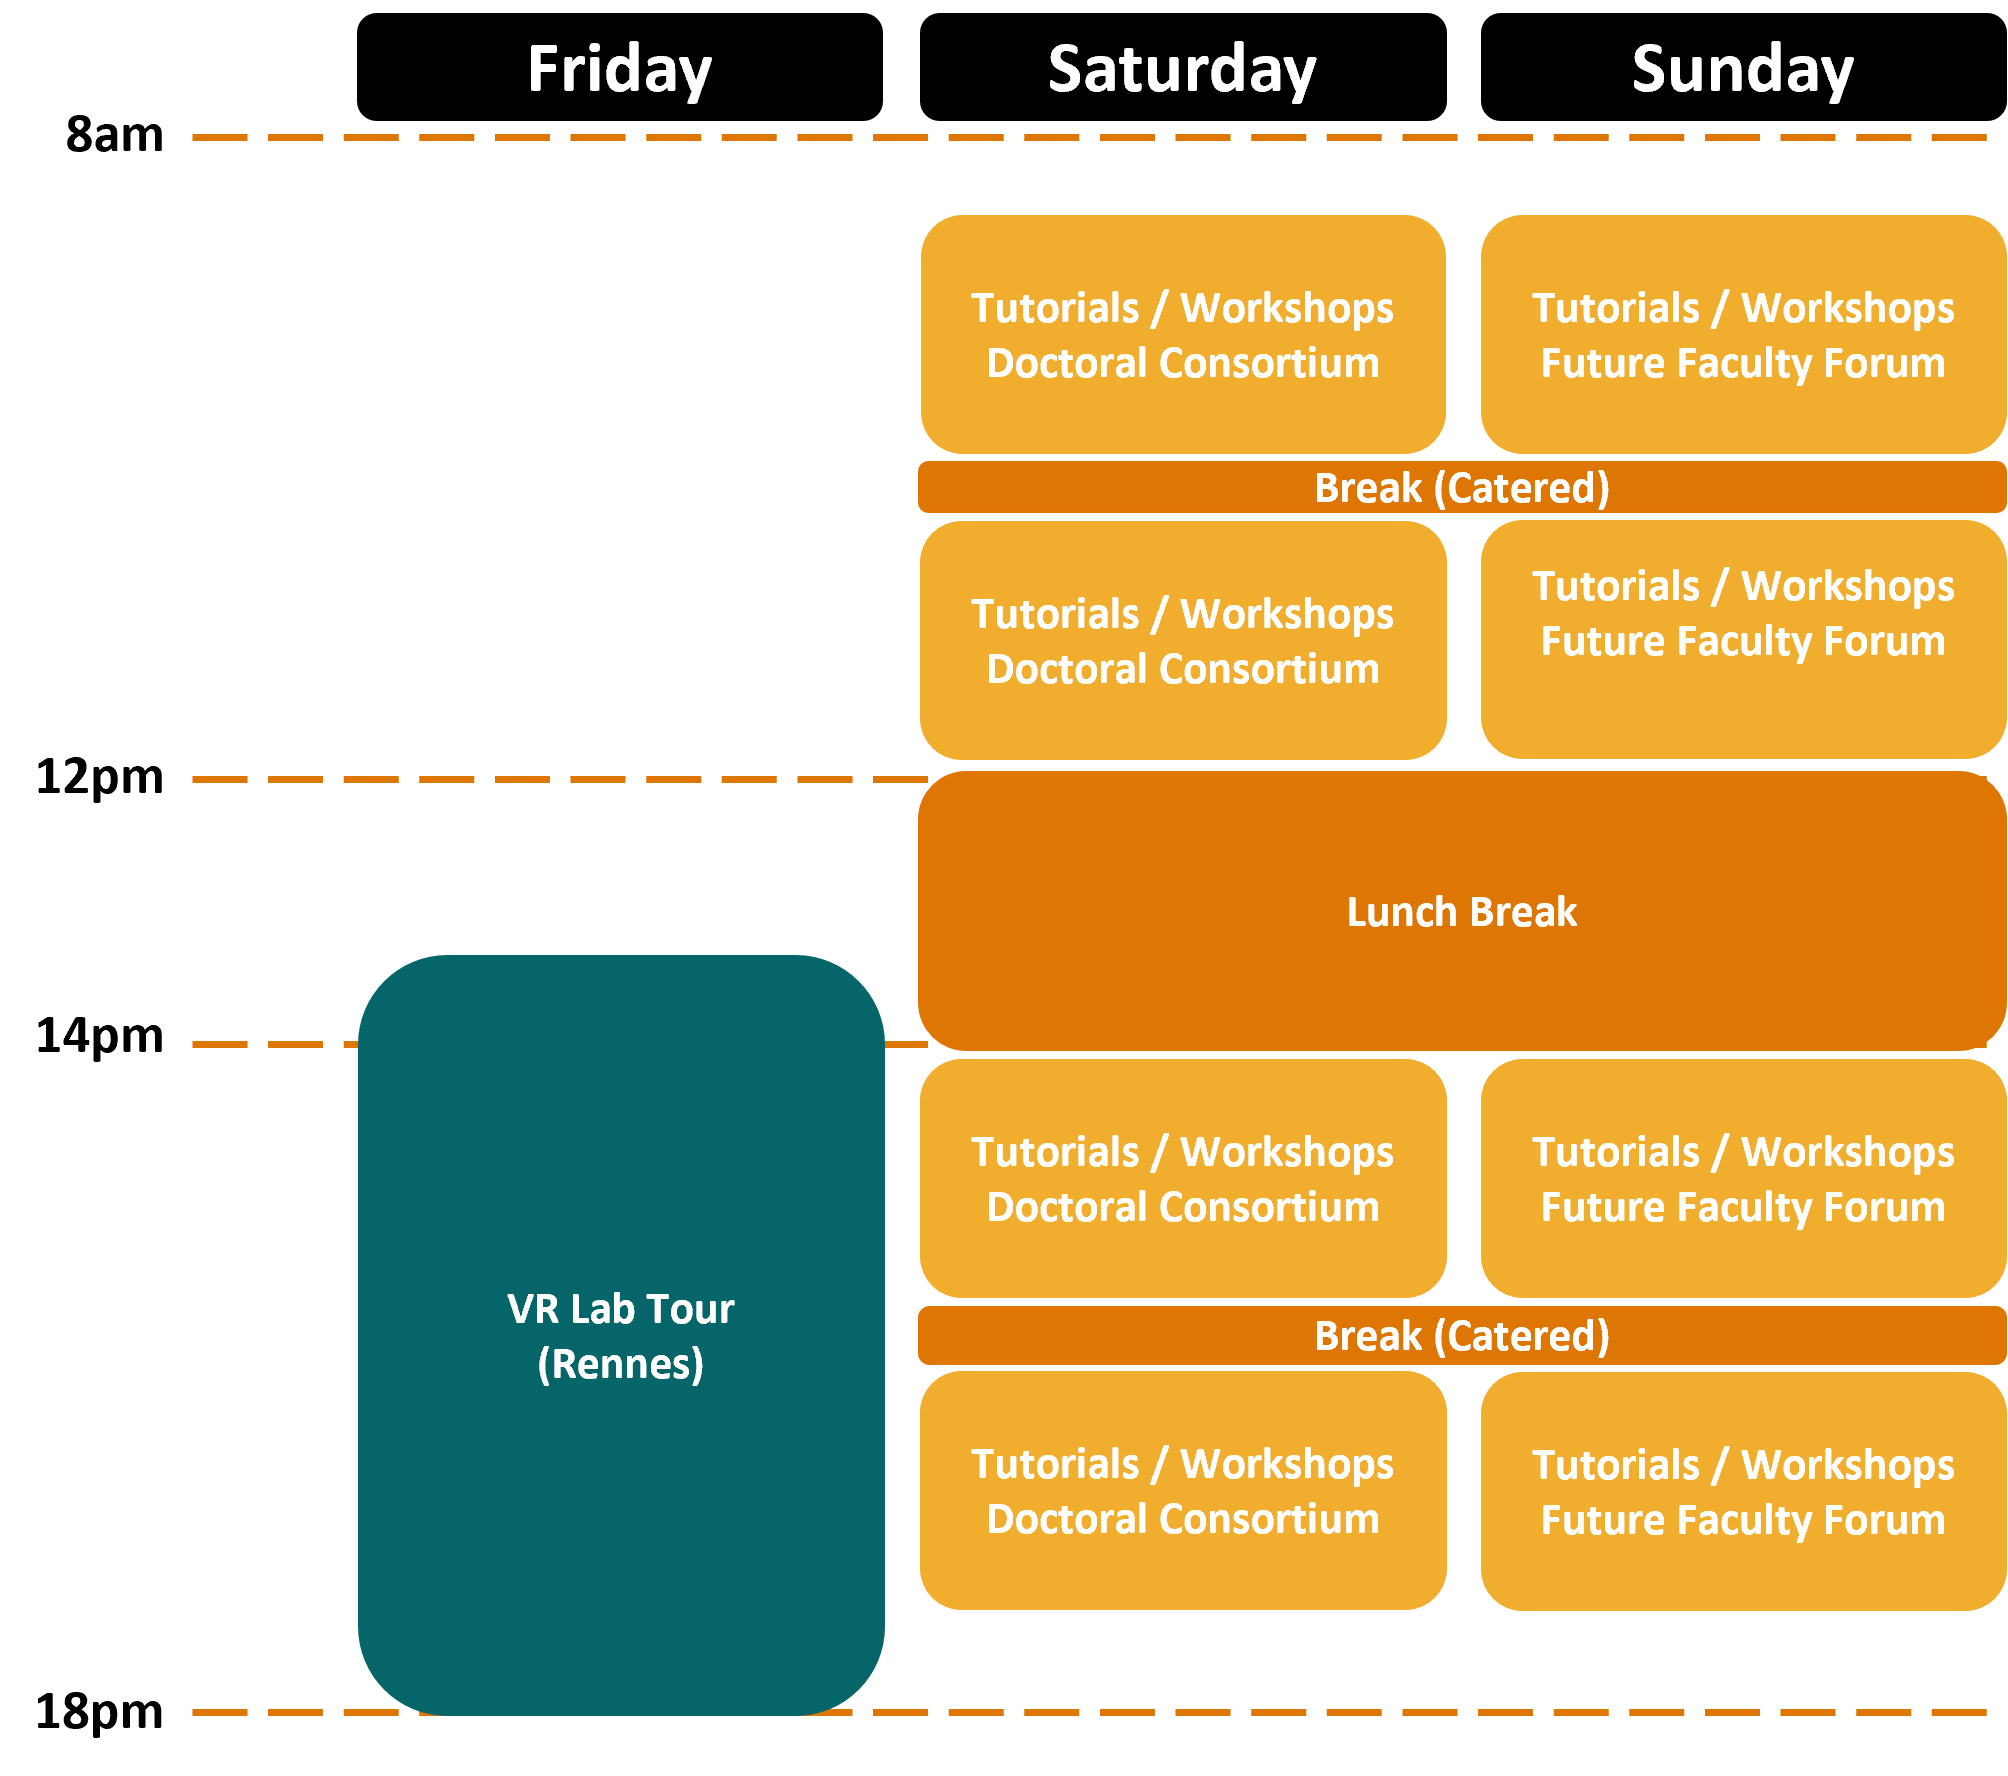 Friday
Saturday
Sunday
8am
Tutorials / Workshops
Doctoral Consortium
Tutorials / Workshops
Future Faculty Forum
Break (Catered)
Tutorials / Workshops
Doctoral Consortium
Tutorials / Workshops
Future Faculty Forum
12pm
Lunch Break
14pm
VR Lab Tour
(Rennes)
Tutorials / Workshops
Doctoral Consortium
Tutorials / Workshops
Future Faculty Forum
Break (Catered)
Tutorials / Workshops
Doctoral Consortium
Tutorials / Workshops
Future Faculty Forum
18pm